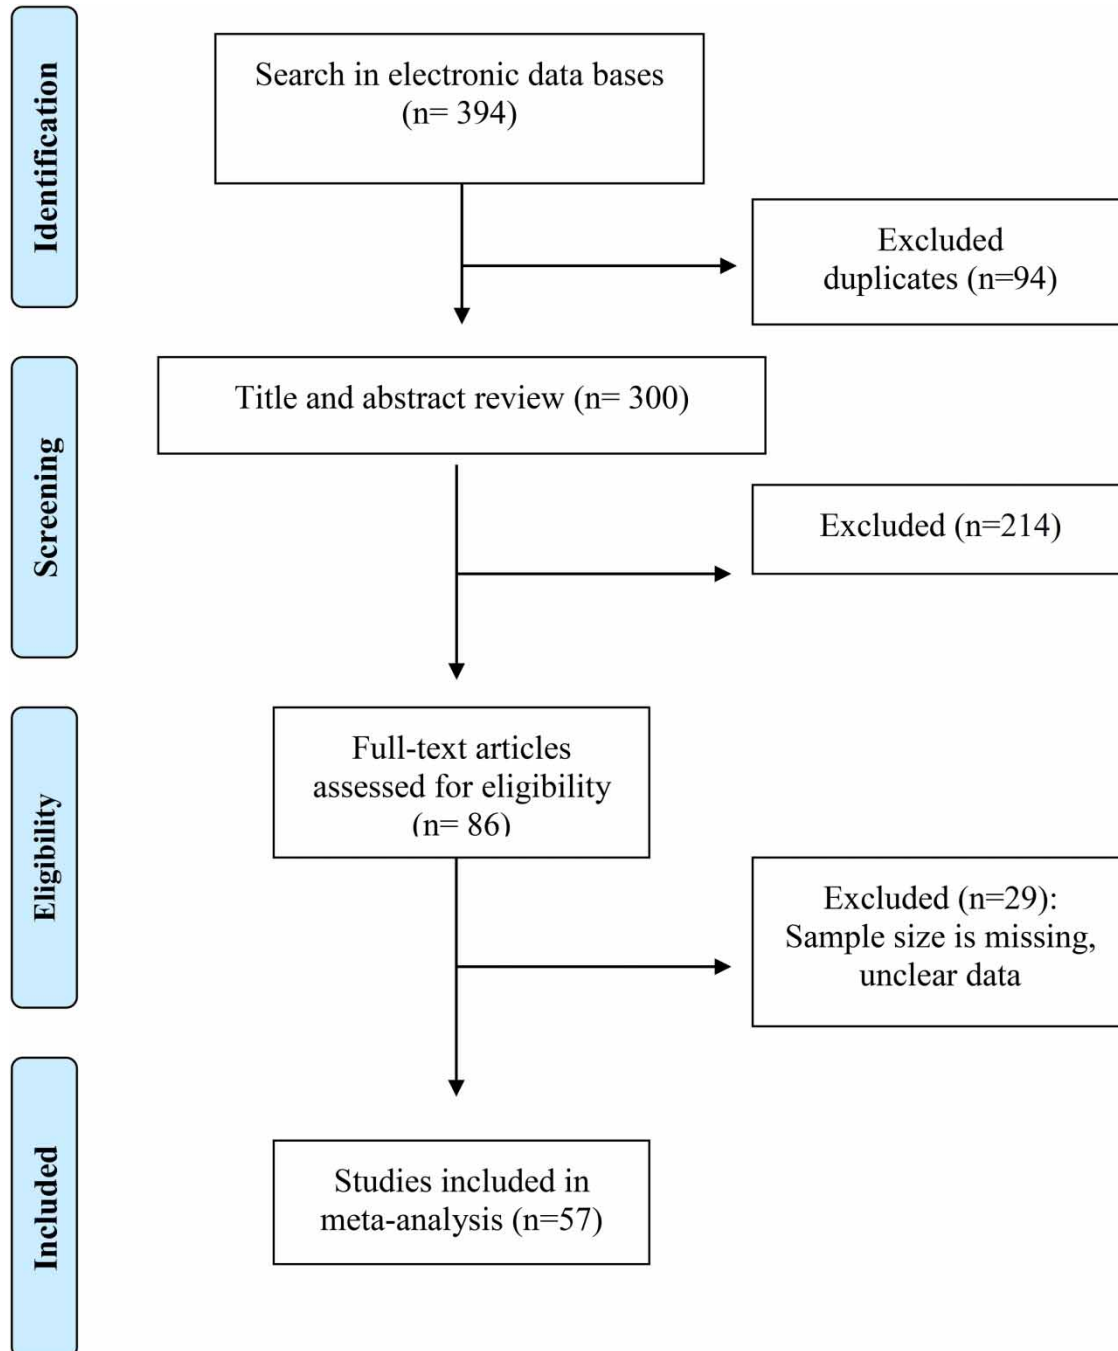 Identification
Search in electronic data bases
(n= 394)
Excluded
duplicates (n=94)
Screening
Title and abstract review (n= 300)
Excluded (n=214)
Eligibility
Full-text articles
assessed for eligibility
(n= 86)
Excluded (n=29):
Sample size is missing,
unclear data
Included
Studies included in
meta-analysis (n=57)